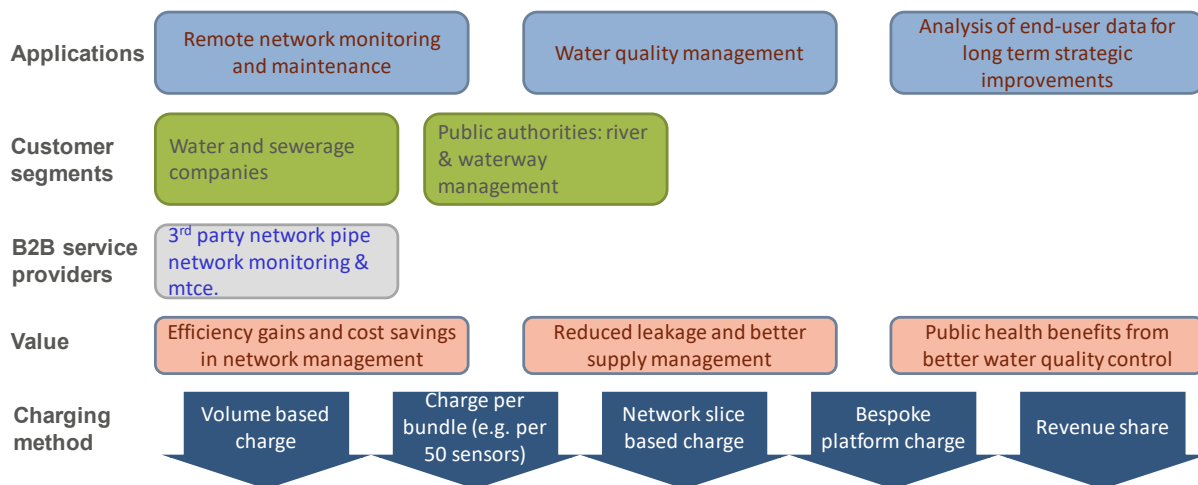 Applications
Remote network monitoring
and maintenance
Water quality management
Analysis of end-user data for
long term strategic
improvements
Customer
segments
Water and sewerage
companies
Public authorities: river
& waterway
management
B2B service
providers
3rd party network pipe
network monitoring &
mtce.
Value
Efficiency gains and cost savings
in network management
Reduced leakage and better
supply management
Public health benefits from
better water quality control
Charging
method
Volume based
charge
Charge per
bundle (e.g. per
50 sensors)
Network slice
based charge
Bespoke
platform charge
Revenue share